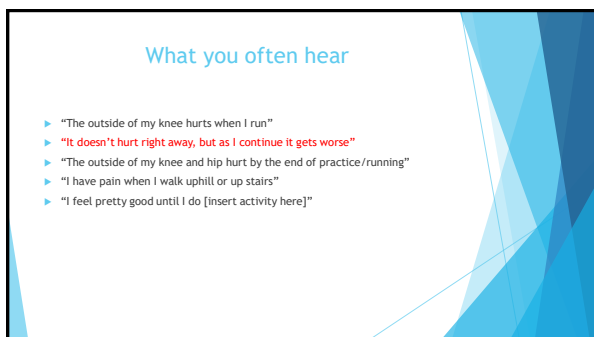 What you often hear
“The outside of my knee hurts when I run”
“It doesn’t hurt right away, but as I continue it gets worse”
“The outside of my knee and hip hurt by the end of practice/running”
“I have pain when I walk uphill or up stairs”
“I feel pretty good until I do [insert activity here]”